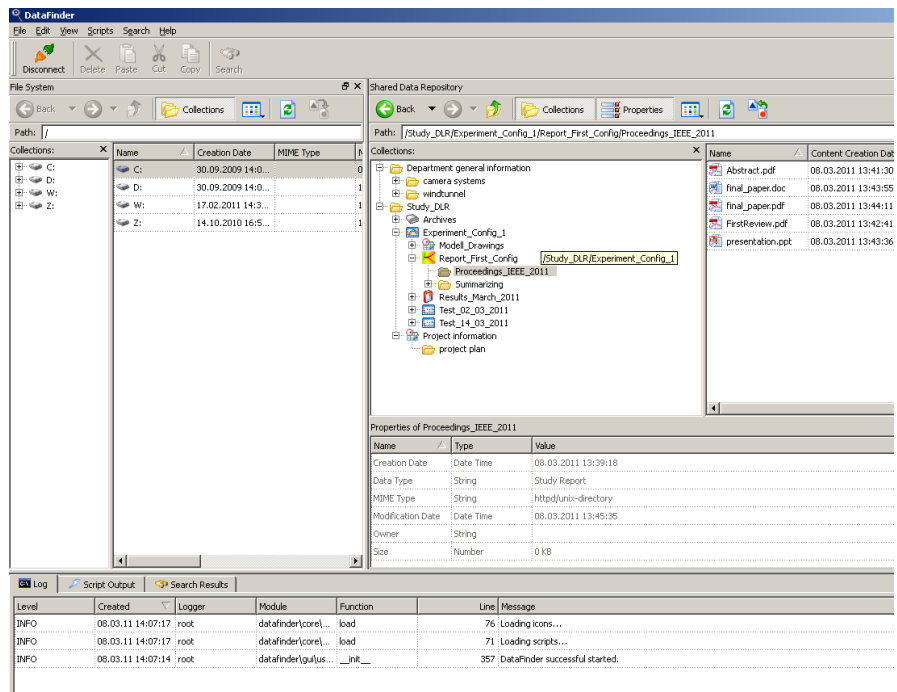 DataFinder
File Edit View Scripts Search Help
Disconnect Delete Paste Cut Copy Search
File System
Back Collections
Path: /
Collections:
C:
D:
W:
Z:
Name Creation Date MIME Type
C: 30.09.2009 14:0... 0
D: 30.09.2009 14:0... 1
W: 17.02.2011 14:3... 1
Z: 14.10.2010 16:5... 1
Shared Data Repository
Back Collections Properties
Path: /Study_DLR/Experiment_Config_1/Report_First_Config/Proceedings_IEEE_2011
Collections:
Department general information
camera systems
windtunnel
Study_DLR
Archives
Experiment_Config_1
Modell_Drawings
Report_First_Config
/Study_DLR/Experiment_Config_1
Proceedings_IEEE_2011
Summarizing
Results_March_2011
Test_02_03_2011
Test_14_03_2011
Project information
project plan
Name Content Creation Dat
Abstract.pdf 08.03.2011 13:41:30
final_paper.doc 08.03.2011 13:43:55
final_paper.pdf 08.03.2011 13:44:11
FirstReview.pdf 08.03.2011 13:42:41
presentation.ppt 08.03.2011 13:43:36
Properties of Proceedings_IEEE_2011
Name Type Value
Creation Date Date Time 08.03.2011 13:39:18
Data Type String Study Report
MIME Type String httpd/unix-directory
Modification Date Date Time 08.03.2011 13:45:35
Owner String
Size Number 0 KB
Log Script Output Search Results
Level Created Logger Module Function Line Message
INFO 08.03.11 14:07:17 root datafinder\core\... load 76 Loading icons...
INFO 08.03.11 14:07:17 root datafinder\core\... load 71 Loading scripts...
INFO 08.03.11 14:07:14 root datafinder\gui\us... __init__ 357 DataFinder successful started.